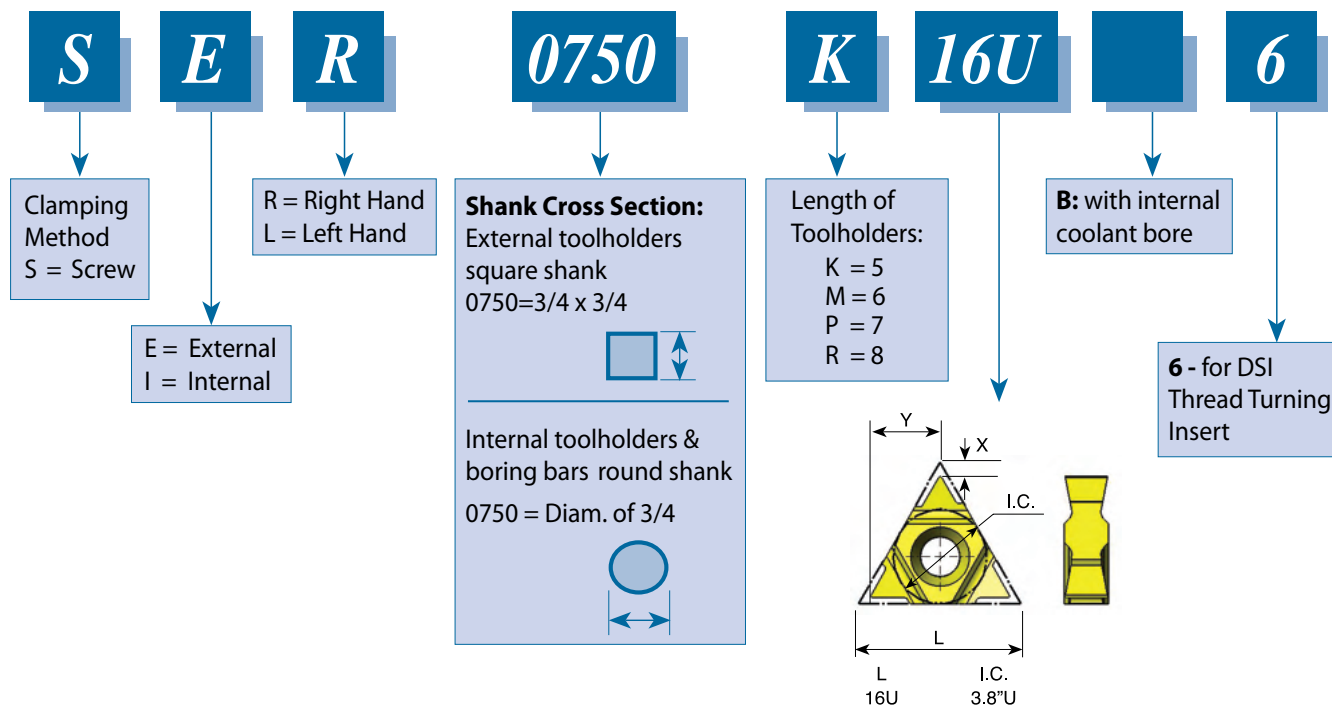 S E R 0750 K 16U 6
Clamping
Method
S = Screw
E = External
I = Internal
R = Right Hand
L = Left Hand
Shank Cross Section:
External toolholders
square shank
0750=3/4 x 3/4
Internal toolholders &
boring bars round shank
0750 = Diam. of 3/4
Length of
Toolholders:
K = 5
M = 6
P = 7
R = 8
B: with internal
coolant bore
6 - for DSI
Thread Turning
Insert
Y
X
I.C.
L
L I.C.
16U 3.8”U